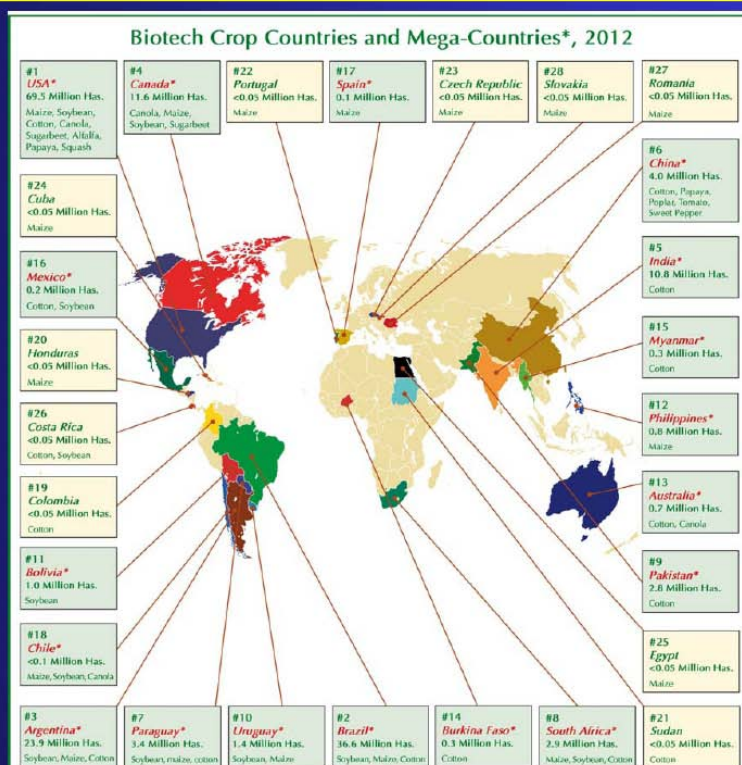 Biotech Crop Countries and Mega-Countries*, 2012
#1
USA*
69.5 Million Has.
Maize, Soybean,
Cotton, Canola,
Sugarbeet, Alfalfa,
Papaya, Squash
#4
Canada*
11.6 Million Has.
Canola, Maize,
Soybean, Sugarbeet
#22
Portugal
<0.05 Million Has.
Maize
#17
Spain*
0.1 Million Has.
Maize
#23
Czech Republic
<0.05 Million Has.
Maize
#28
Slovakia
<0.05 Million Has.
Maize
#27
Romania
<0.05 Million Has.
Maize
#24
Cuba
<0.05 Million Has.
Maize
#16
Mexico*
0.2 Million Has.
Cotton, Soybean
#20
Honduras
<0.05 Million Has.
Maize
#26
Costa Rica
<0.05 Million Has.
Cotton, Soybean
#19
Colombia
<0.05 Million Has.
Cotton
#11
Bolivia*
1.0 Million Has.
Soybean
#18
Chile*
<0.1 Million Has.
Maize, Soybean, Canola
#6
China*
4.0 Million Has.
Cotton, Papaya,
Poplar, Tomato,
Sweet Pepper
#5
India*
10.8 Million Has.
Cotton
#15
Myanmar*
0.3 Million Has.
Cotton
#12
Philippines*
0.8 Million Has.
Maize
#13
Australia*
0.7 Million Has.
Cotton, Canola
#9
Pakistan*
2.8 Million Has.
Cotton
#25
Egypt
<0.05 Million Has.
Maize
#3
Argentina*
23.9 Million Has.
Soybean, Maize, Cotton
#7
Paraguay*
3.4 Million Has.
Soybean, maize, cotton
#10
Uruguay*
1.4 Million Has.
Soybean, Maize
#2
Brazil*
36.6 Million Has.
Soybean, Maize, Cotton
#14
Burkina Faso*
0.3 Million Has.
Cotton
#8
South Africa*
2.9 Million Has.
Maize, Soybean, Cotton
#21
Sudan
<0.05 Million Has.
Cotton